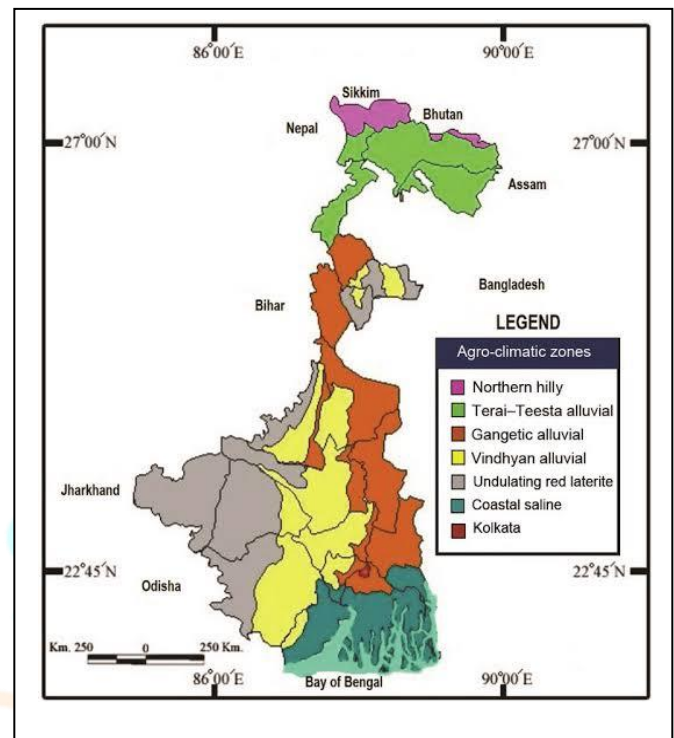 86°00´E
90°00´E
Sikkim
Bhutan
Nepal
27°00´N
27°00´N
Assam
Bangladesh
Bihar
LEGEND
Agro-climatic zones
Northern hilly
Terai–Teesta alluvial
Gangetic alluvial
Vindhyan alluvial
Undulating red laterite
Coastal saline
Kolkata
Jharkhand
22°45´N
22°45´N
Odisha
Km. 250 0 250 Km.
Bay of Bengal
86°00´E
90°00´E